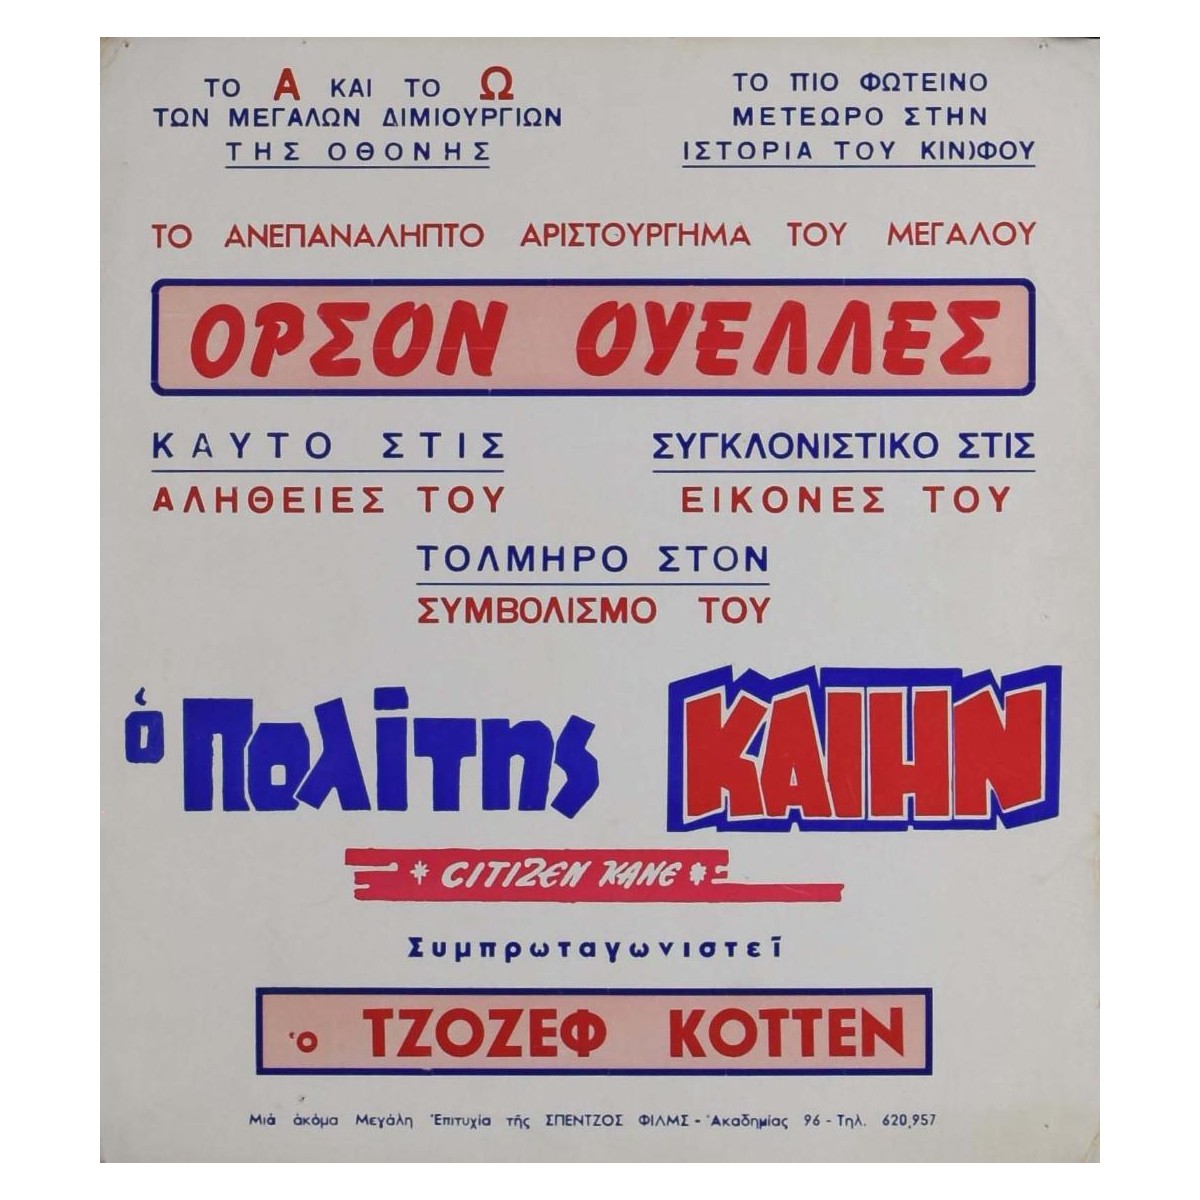 ΤΟ Α ΚΑΙ ΤΟ Ω
ΤΩΝ ΜΕΓΑΛΩΝ ΔΙΜΙΟΥΡΓΙΩΝ
ΤΗΣ ΟΘΟΝΗΣ
ΤΟ ΠΙΟ ΦΩΤΕΙΝΟ
ΜΕΤΕΩΡΟ ΣΤΗΝ
ΙΣΤΟΡΙΑ ΤΟΥ ΚΙΝ)ΦΟΥ
ΤΟ ΑΝΕΠΑΝΑΛΗΠΤΟ ΑΡΙΣΤΟΥΡΓΗΜΑ ΤΟΥ ΜΕΓΑΛΟΥ
ΟΡΣΟΝ ΟΥΕΛΛΕΣ
ΚΑΥΤΟ ΣΤΙΣ
ΑΛΗΘΕΙΕΣ ΤΟΥ
ΣΥΓΚΛΟΝΙΣΤΙΚΟ ΣΤΙΣ
ΕΙΚΟΝΕΣ ΤΟΥ
ΤΟΛΜΗΡΟ ΣΤΟΝ
ΣΥΜΒΟΛΙΣΜΟ ΤΟΥ
ὁ Πολίτης ΚΑΙΗΝ
* CITIZEN KANE *
Συμπρωταγωνιστεῖ
ὁ ΤΖΟΖΕΦ ΚΟΤΤΕΝ
Μιά ἀκόμα Μεγάλη Ἐπιτυχία τῆς ΣΠΕΝΤΖΟΣ ΦΙΛΜΣ - Ἀκαδημίας 96 - Τηλ. 620,957